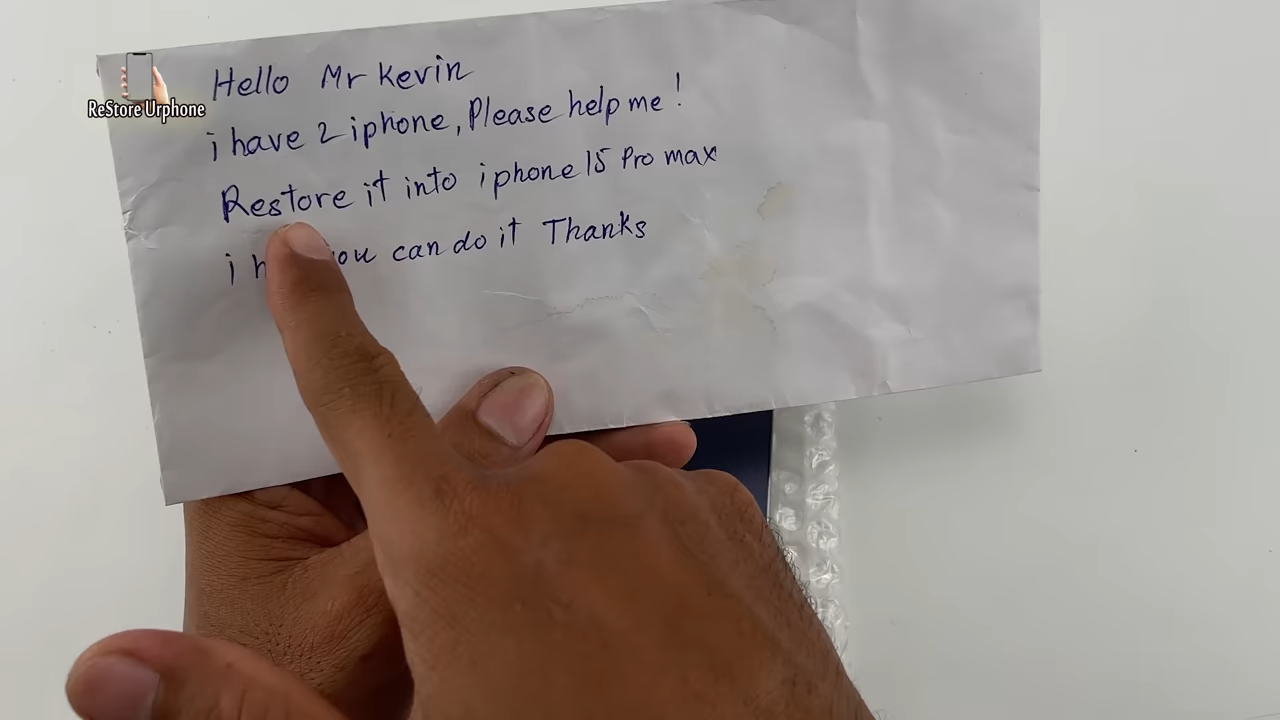 ReStore Urphone
Hello Mr Kevin
i have 2 iphone, Please help me!
Restore it into iphone 15 Pro max
i you can do it Thanks